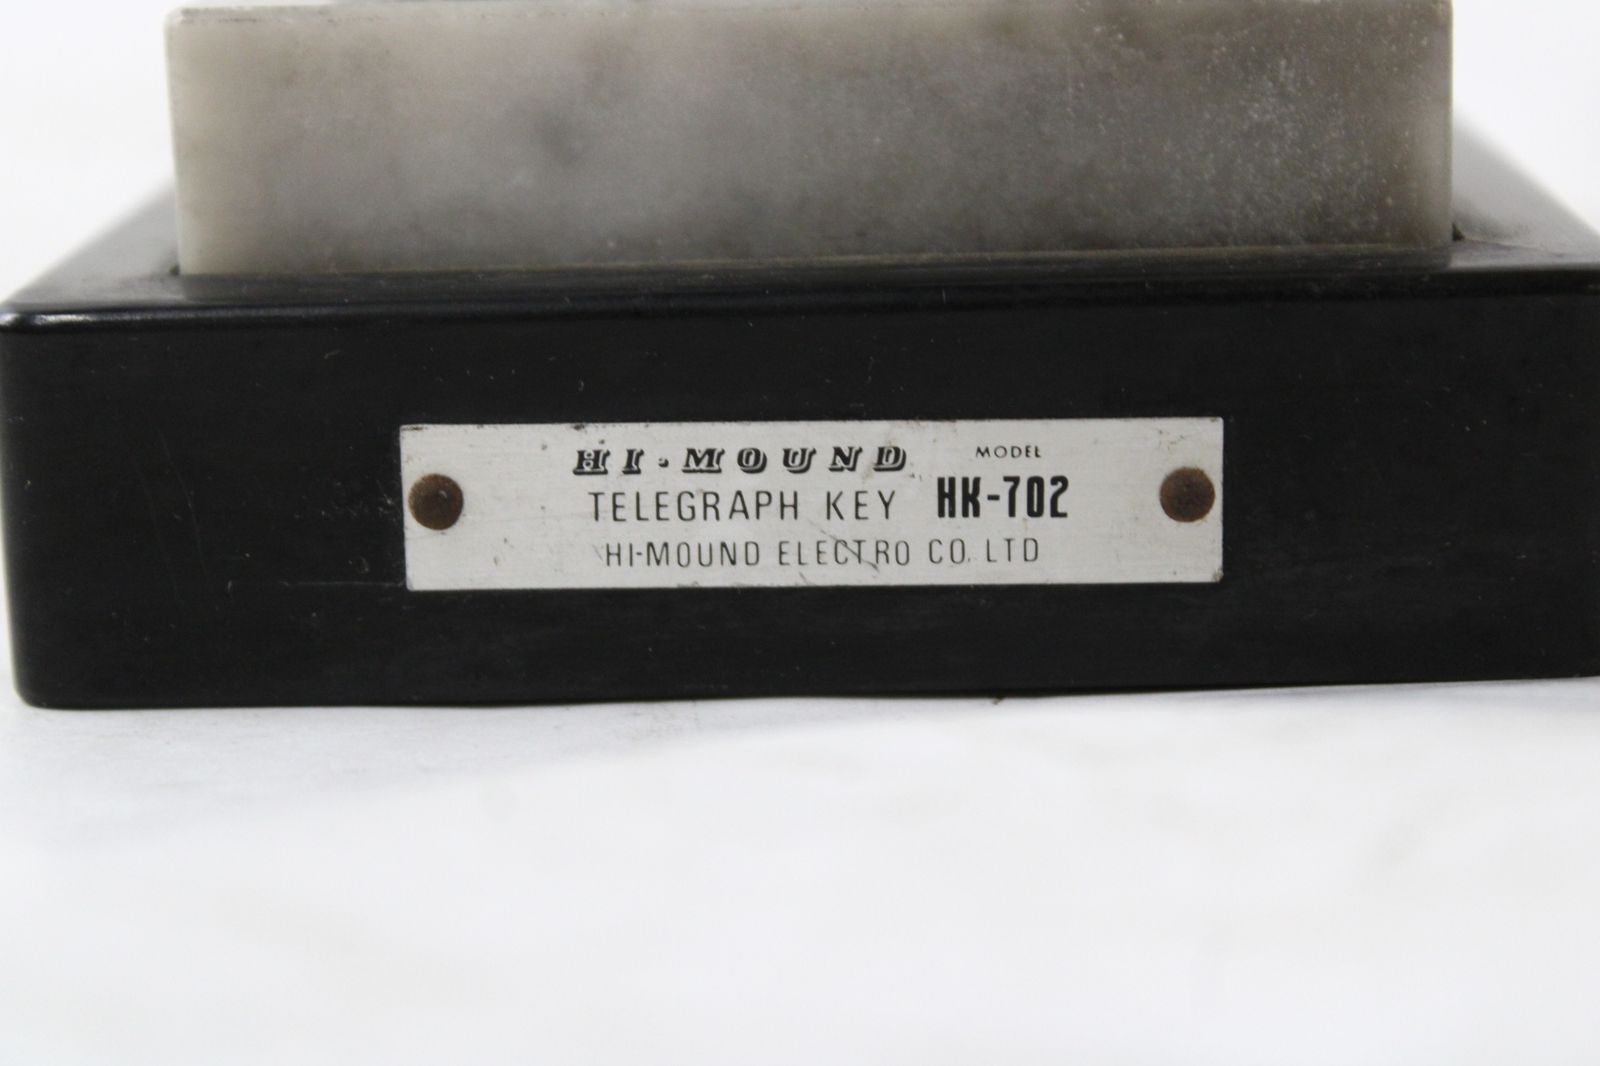 HI-MOUND MODEL
TELEGRAPH KEY HK-702
HI-MOUND ELECTRO CO. LTD